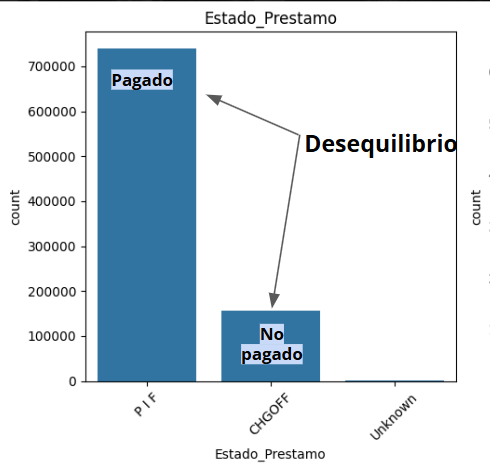 Estado_Prestamo
700000
600000
500000
400000
300000
200000
100000
0
count
Pagado
Desequilibrio
No
pagado
P I F
CHGOFF
Unknown
Estado_Prestamo
count